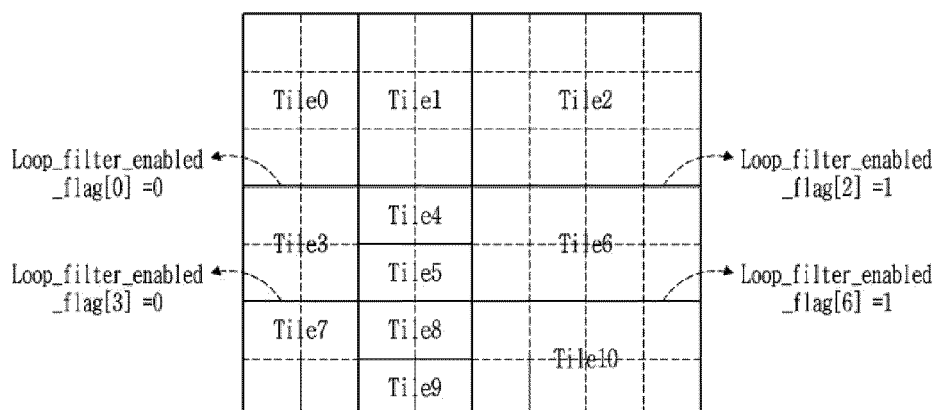 Tile0
Tile1
Tile2
Loop_filter_enabled
_flag[0] =0
Loop_filter_enabled
_flag[2] =1
Tile4
Tile3
Tile6
Tile5
Loop_filter_enabled
_flag[3] =0
Loop_filter_enabled
_flag[6] =1
Tile7
Tile8
Tile10
Tile9